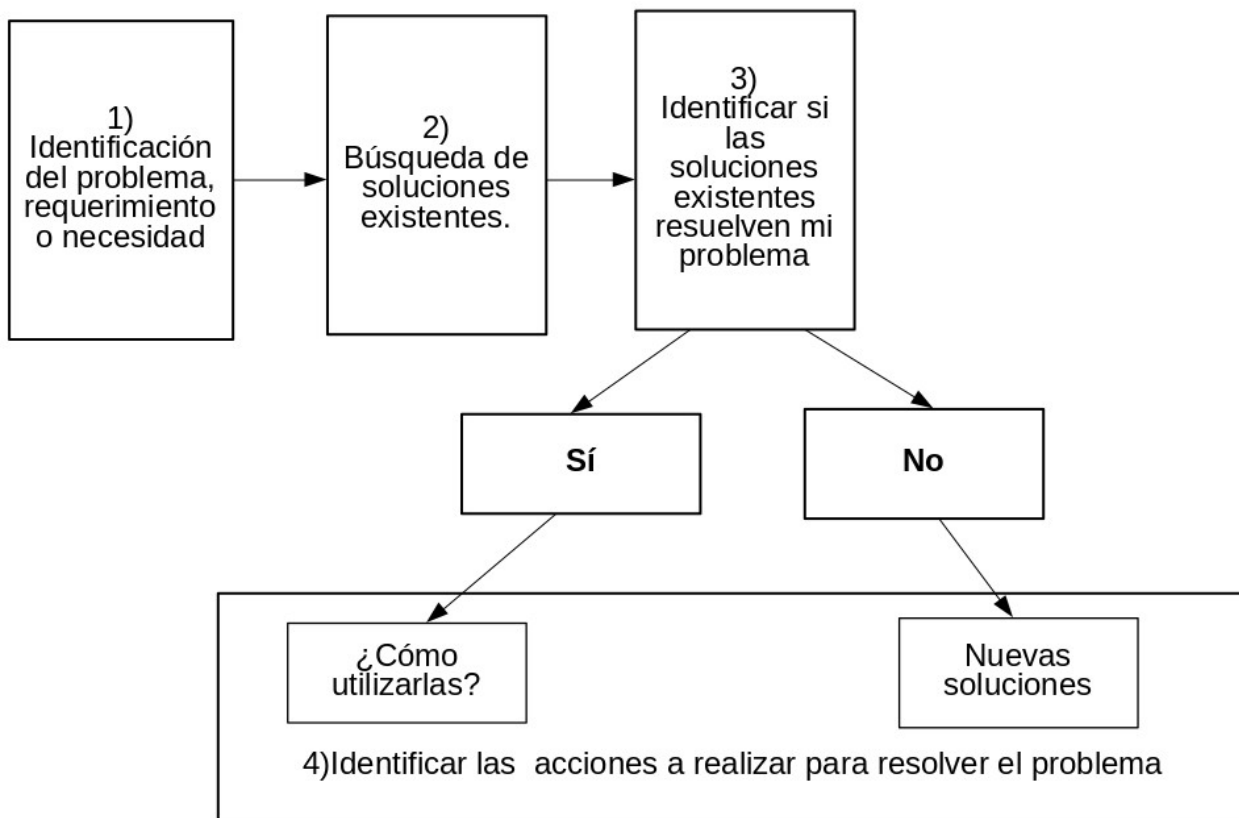 1)
Identificación
del problema,
requerimiento
o necesidad
2)
Búsqueda de
soluciones
existentes.
3)
Identificar si
las
soluciones
existentes
resuelven mi
problema
Sí
No
¿Cómo
utilizarlas?
Nuevas
soluciones
4)Identificar las  acciones a realizar para resolver el problema